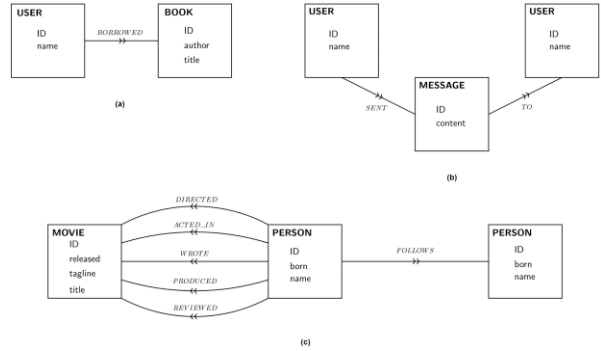 USER
ID
name
BORROWED
BOOK
ID
author
title
(a)
USER
ID
name
SENT
MESSAGE
ID
content
TO
USER
ID
name
(b)
MOVIE
ID
released
tagline
title
DIRECTED
ACTED_IN
WROTE
PRODUCED
REVIEWED
PERSON
ID
born
name
FOLLOWS
PERSON
ID
born
name
(c)